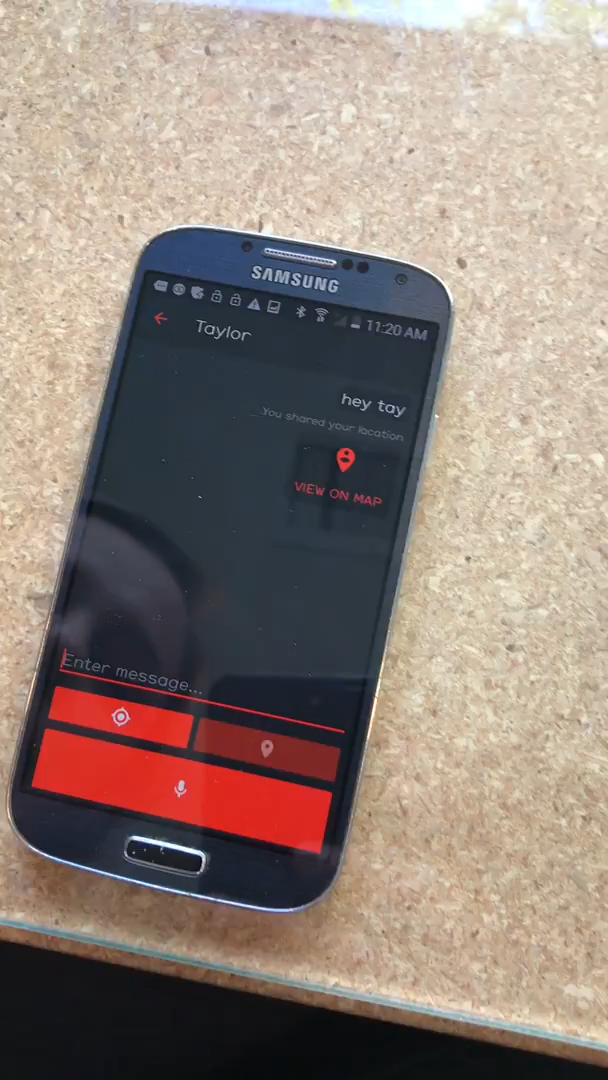 SAMSUNG
11:20 AM
Taylor
hey tay
You shared your location
VIEW ON MAP
Enter message...